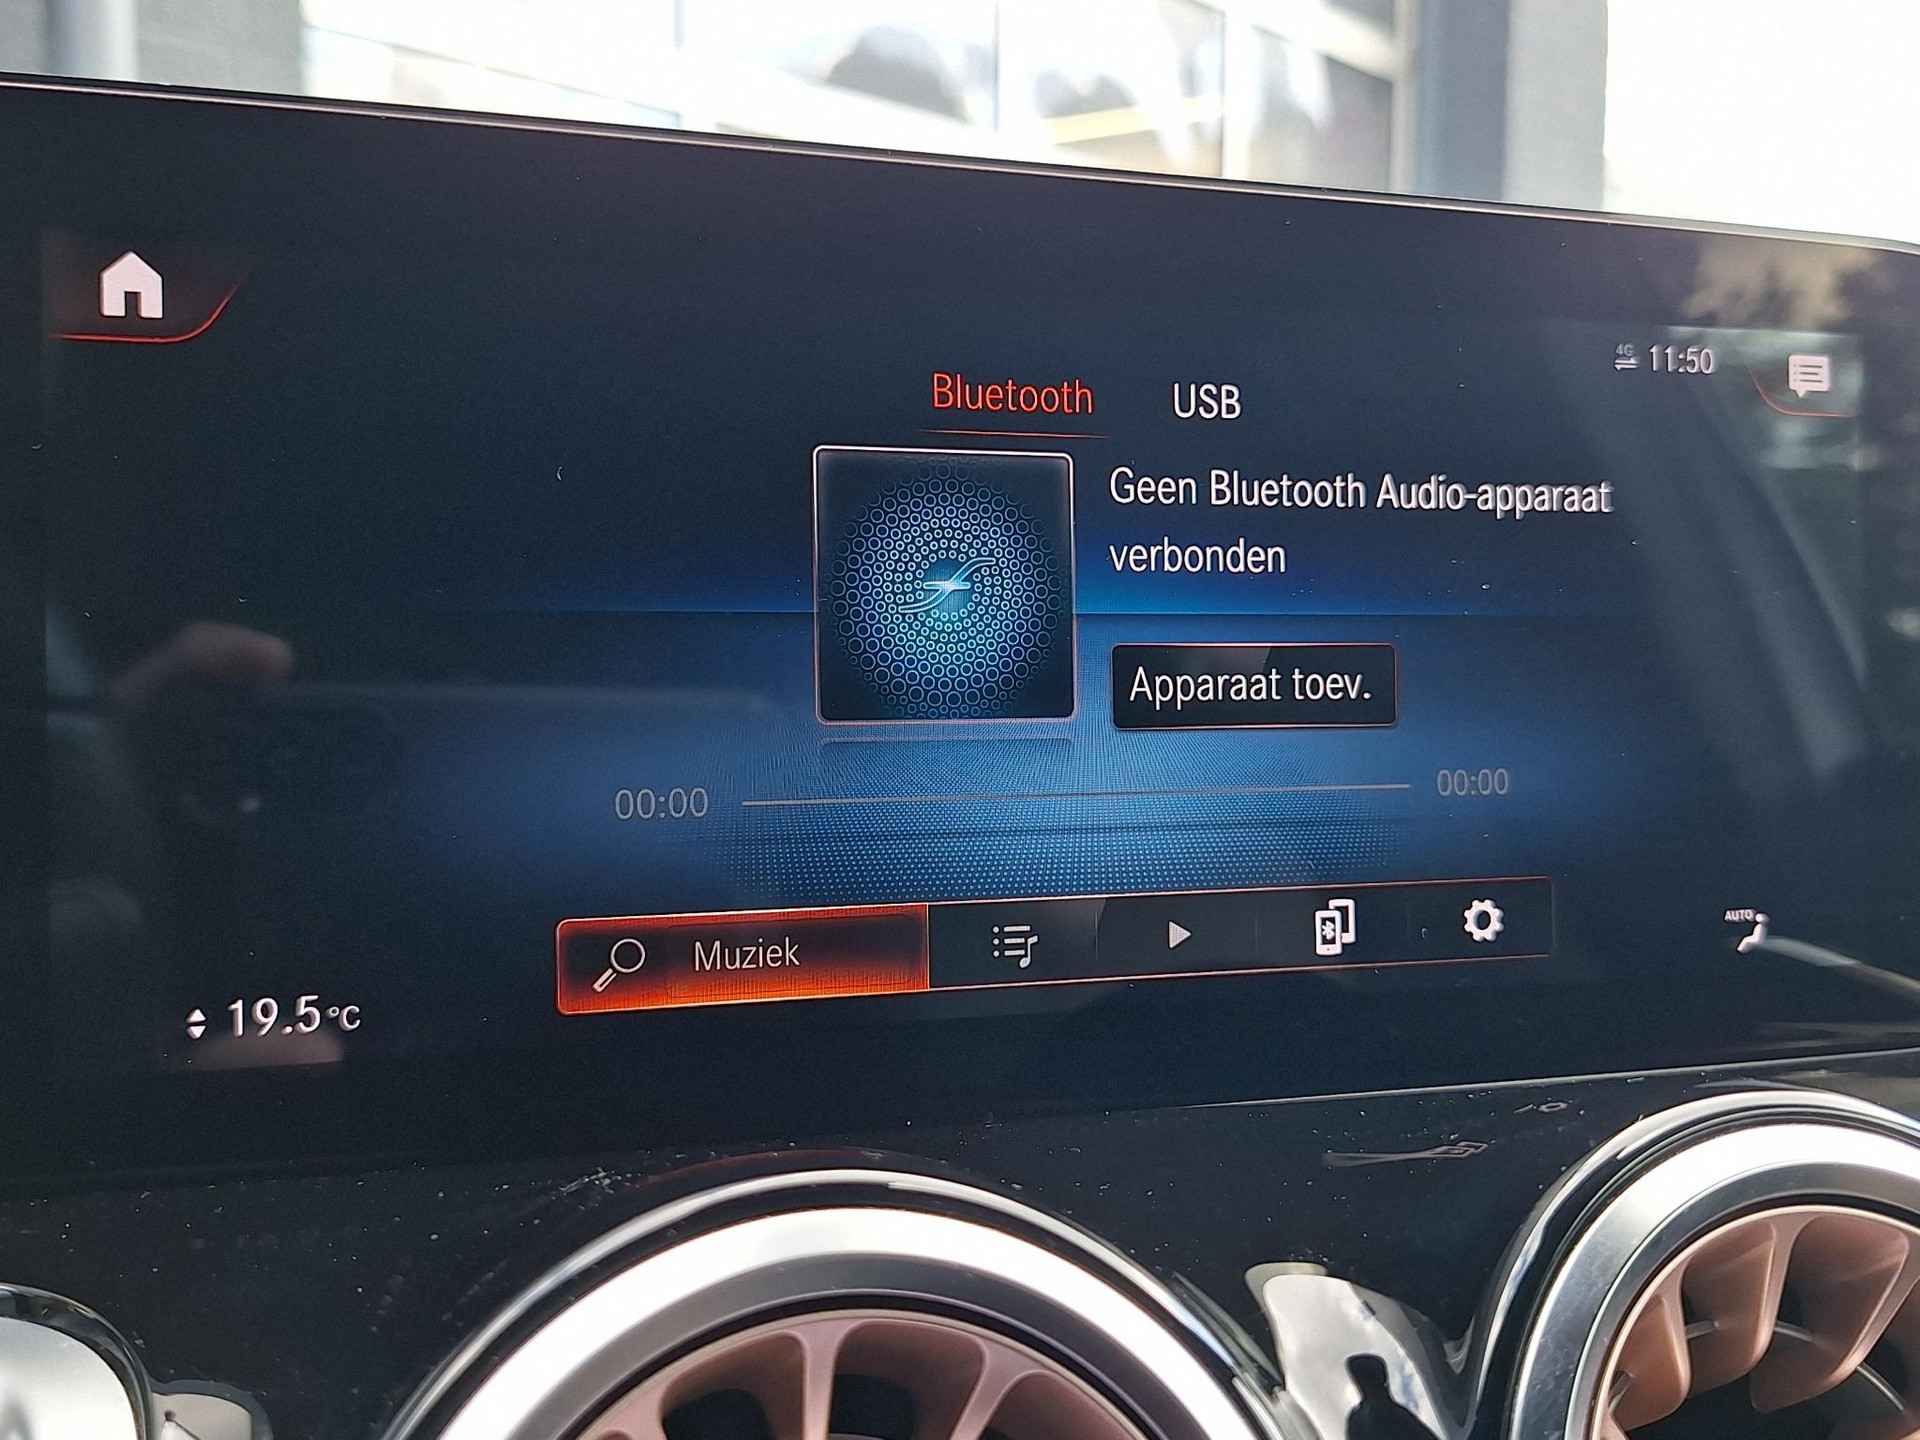 4G 11:50
Bluetooth USB
Geen Bluetooth Audio-apparaat
verbonden
Apparaat toev.
00:00 00:00
Muziek
AUTO
19.5°C